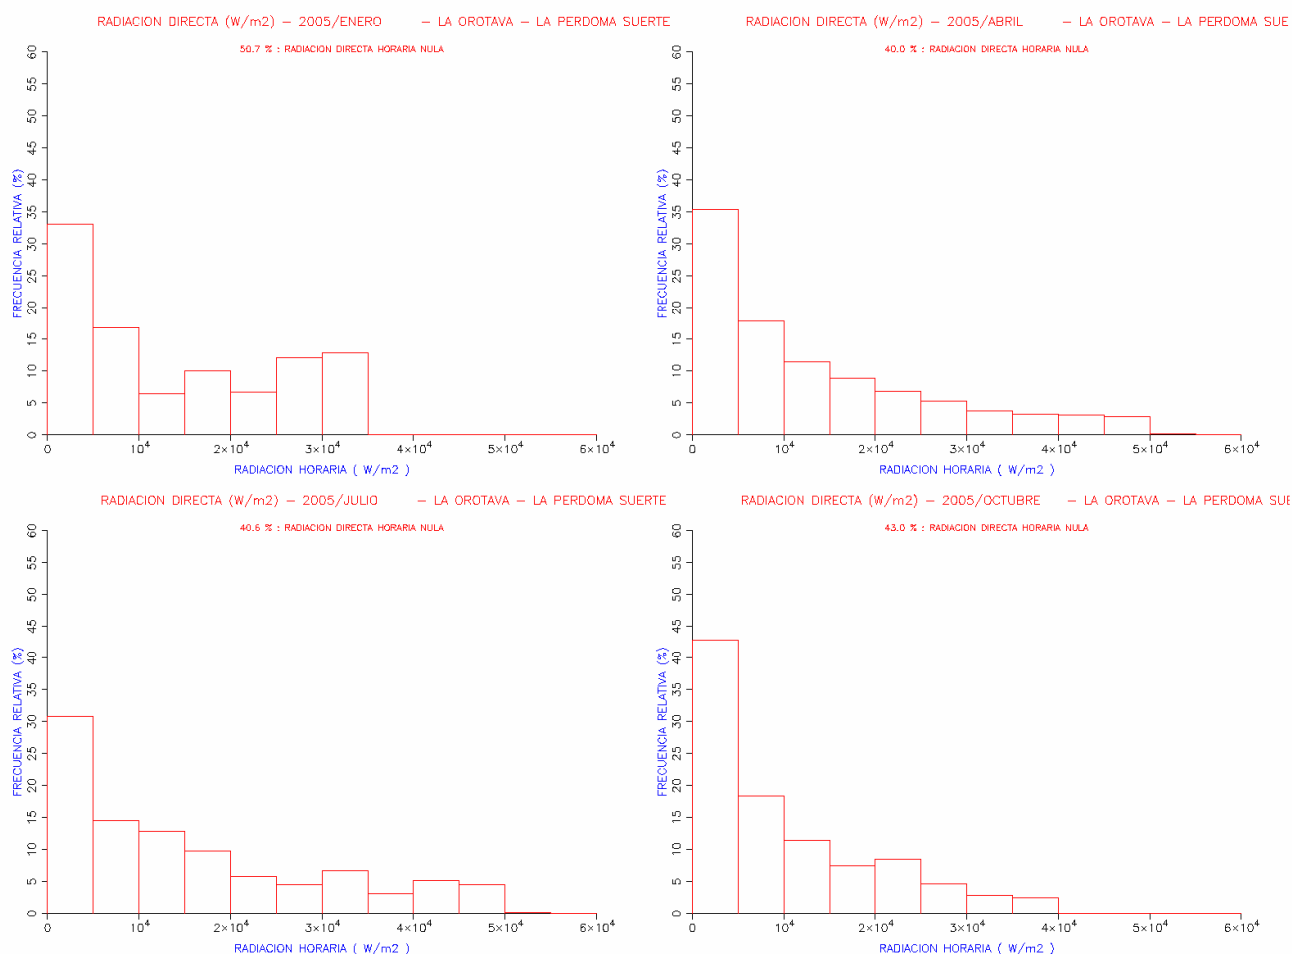 RADIACION DIRECTA (W/m2) – 2005/ENERO – LA OROTAVA – LA PERDOMA SUERTE
50.7 % : RADIACION DIRECTA HORARIA NULA
60
55
50
45
40
35
30
25
20
15
10
5
0
FRECUENCIA RELATIVA (%)
0 10⁴ 2×10⁴ 3×10⁴ 4×10⁴ 5×10⁴ 6×10⁴
RADIACION HORARIA ( W/m2 )
RADIACION DIRECTA (W/m2) – 2005/ABRIL – LA OROTAVA – LA PERDOMA SUE
40.0 % : RADIACION DIRECTA HORARIA NULA
60
55
50
45
40
35
30
25
20
15
10
5
0
FRECUENCIA RELATIVA (%)
0 10⁴ 2×10⁴ 3×10⁴ 4×10⁴ 5×10⁴ 6×10⁴
RADIACION HORARIA ( W/m2 )
RADIACION DIRECTA (W/m2) – 2005/JULIO – LA OROTAVA – LA PERDOMA SUERTE
40.6 % : RADIACION DIRECTA HORARIA NULA
60
55
50
45
40
35
30
25
20
15
10
5
0
FRECUENCIA RELATIVA (%)
0 10⁴ 2×10⁴ 3×10⁴ 4×10⁴ 5×10⁴ 6×10⁴
RADIACION HORARIA ( W/m2 )
RADIACION DIRECTA (W/m2) – 2005/OCTUBRE – LA OROTAVA – LA PERDOMA SUE
43.0 % : RADIACION DIRECTA HORARIA NULA
60
55
50
45
40
35
30
25
20
15
10
5
0
FRECUENCIA RELATIVA (%)
0 10⁴ 2×10⁴ 3×10⁴ 4×10⁴ 5×10⁴ 6×10⁴
RADIACION HORARIA ( W/m2 )